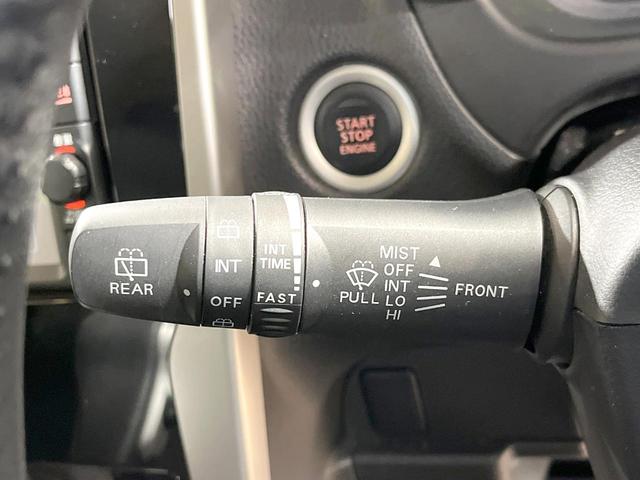 START
STOP
ENGINE
REAR
INT
OFF
INT
TIME
FAST
PULL
MIST
OFF
INT
LO
HI
FRONT